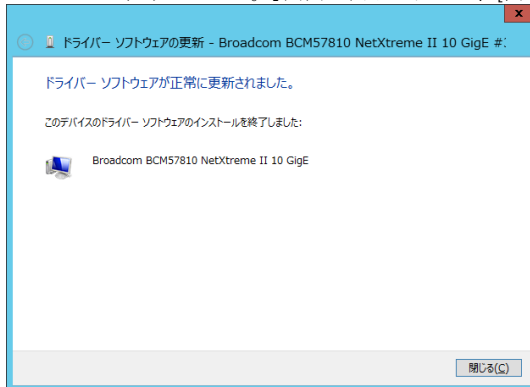 x
ドライバー ソフトウェアの更新 - Broadcom BCM57810 NetXtreme II 10 GigE #
ドライバー ソフトウェアが正常に更新されました。
このデバイスのドライバー ソフトウェアのインストールを終了しました:
Broadcom BCM57810 NetXtreme II 10 GigE
閉じる(C)